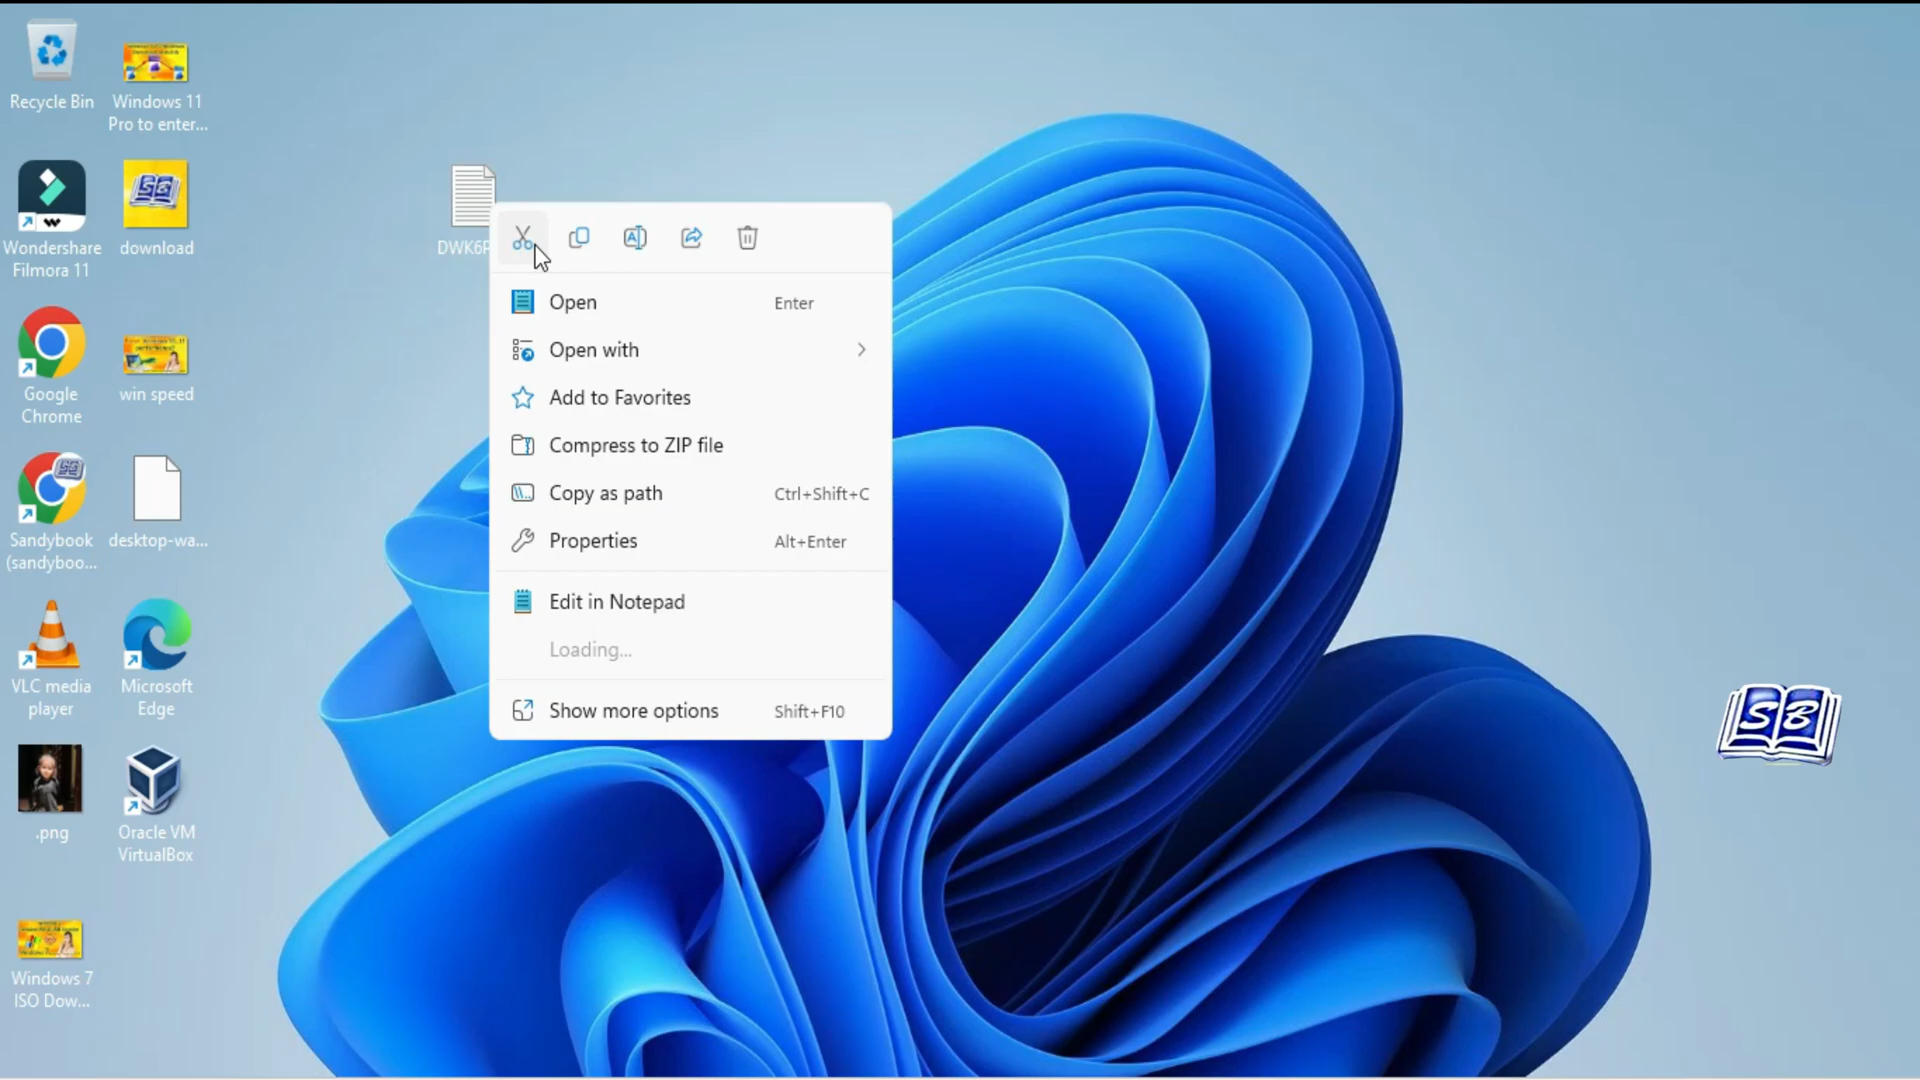 Recycle Bin
Windows 11
Pro to enter...
Wondershare
Filmora 11
download
Google
Chrome
win speed
Sandybook
(sandyboo...
desktop-wa...
VLC media
player
Microsoft
Edge
.png
Oracle VM
VirtualBox
Windows 7
ISO Dow...
DWK6P
Open Enter
Open with
Add to Favorites
Compress to ZIP file
Copy as path Ctrl+Shift+C
Properties Alt+Enter
Edit in Notepad
Loading...
Show more options Shift+F10
SB